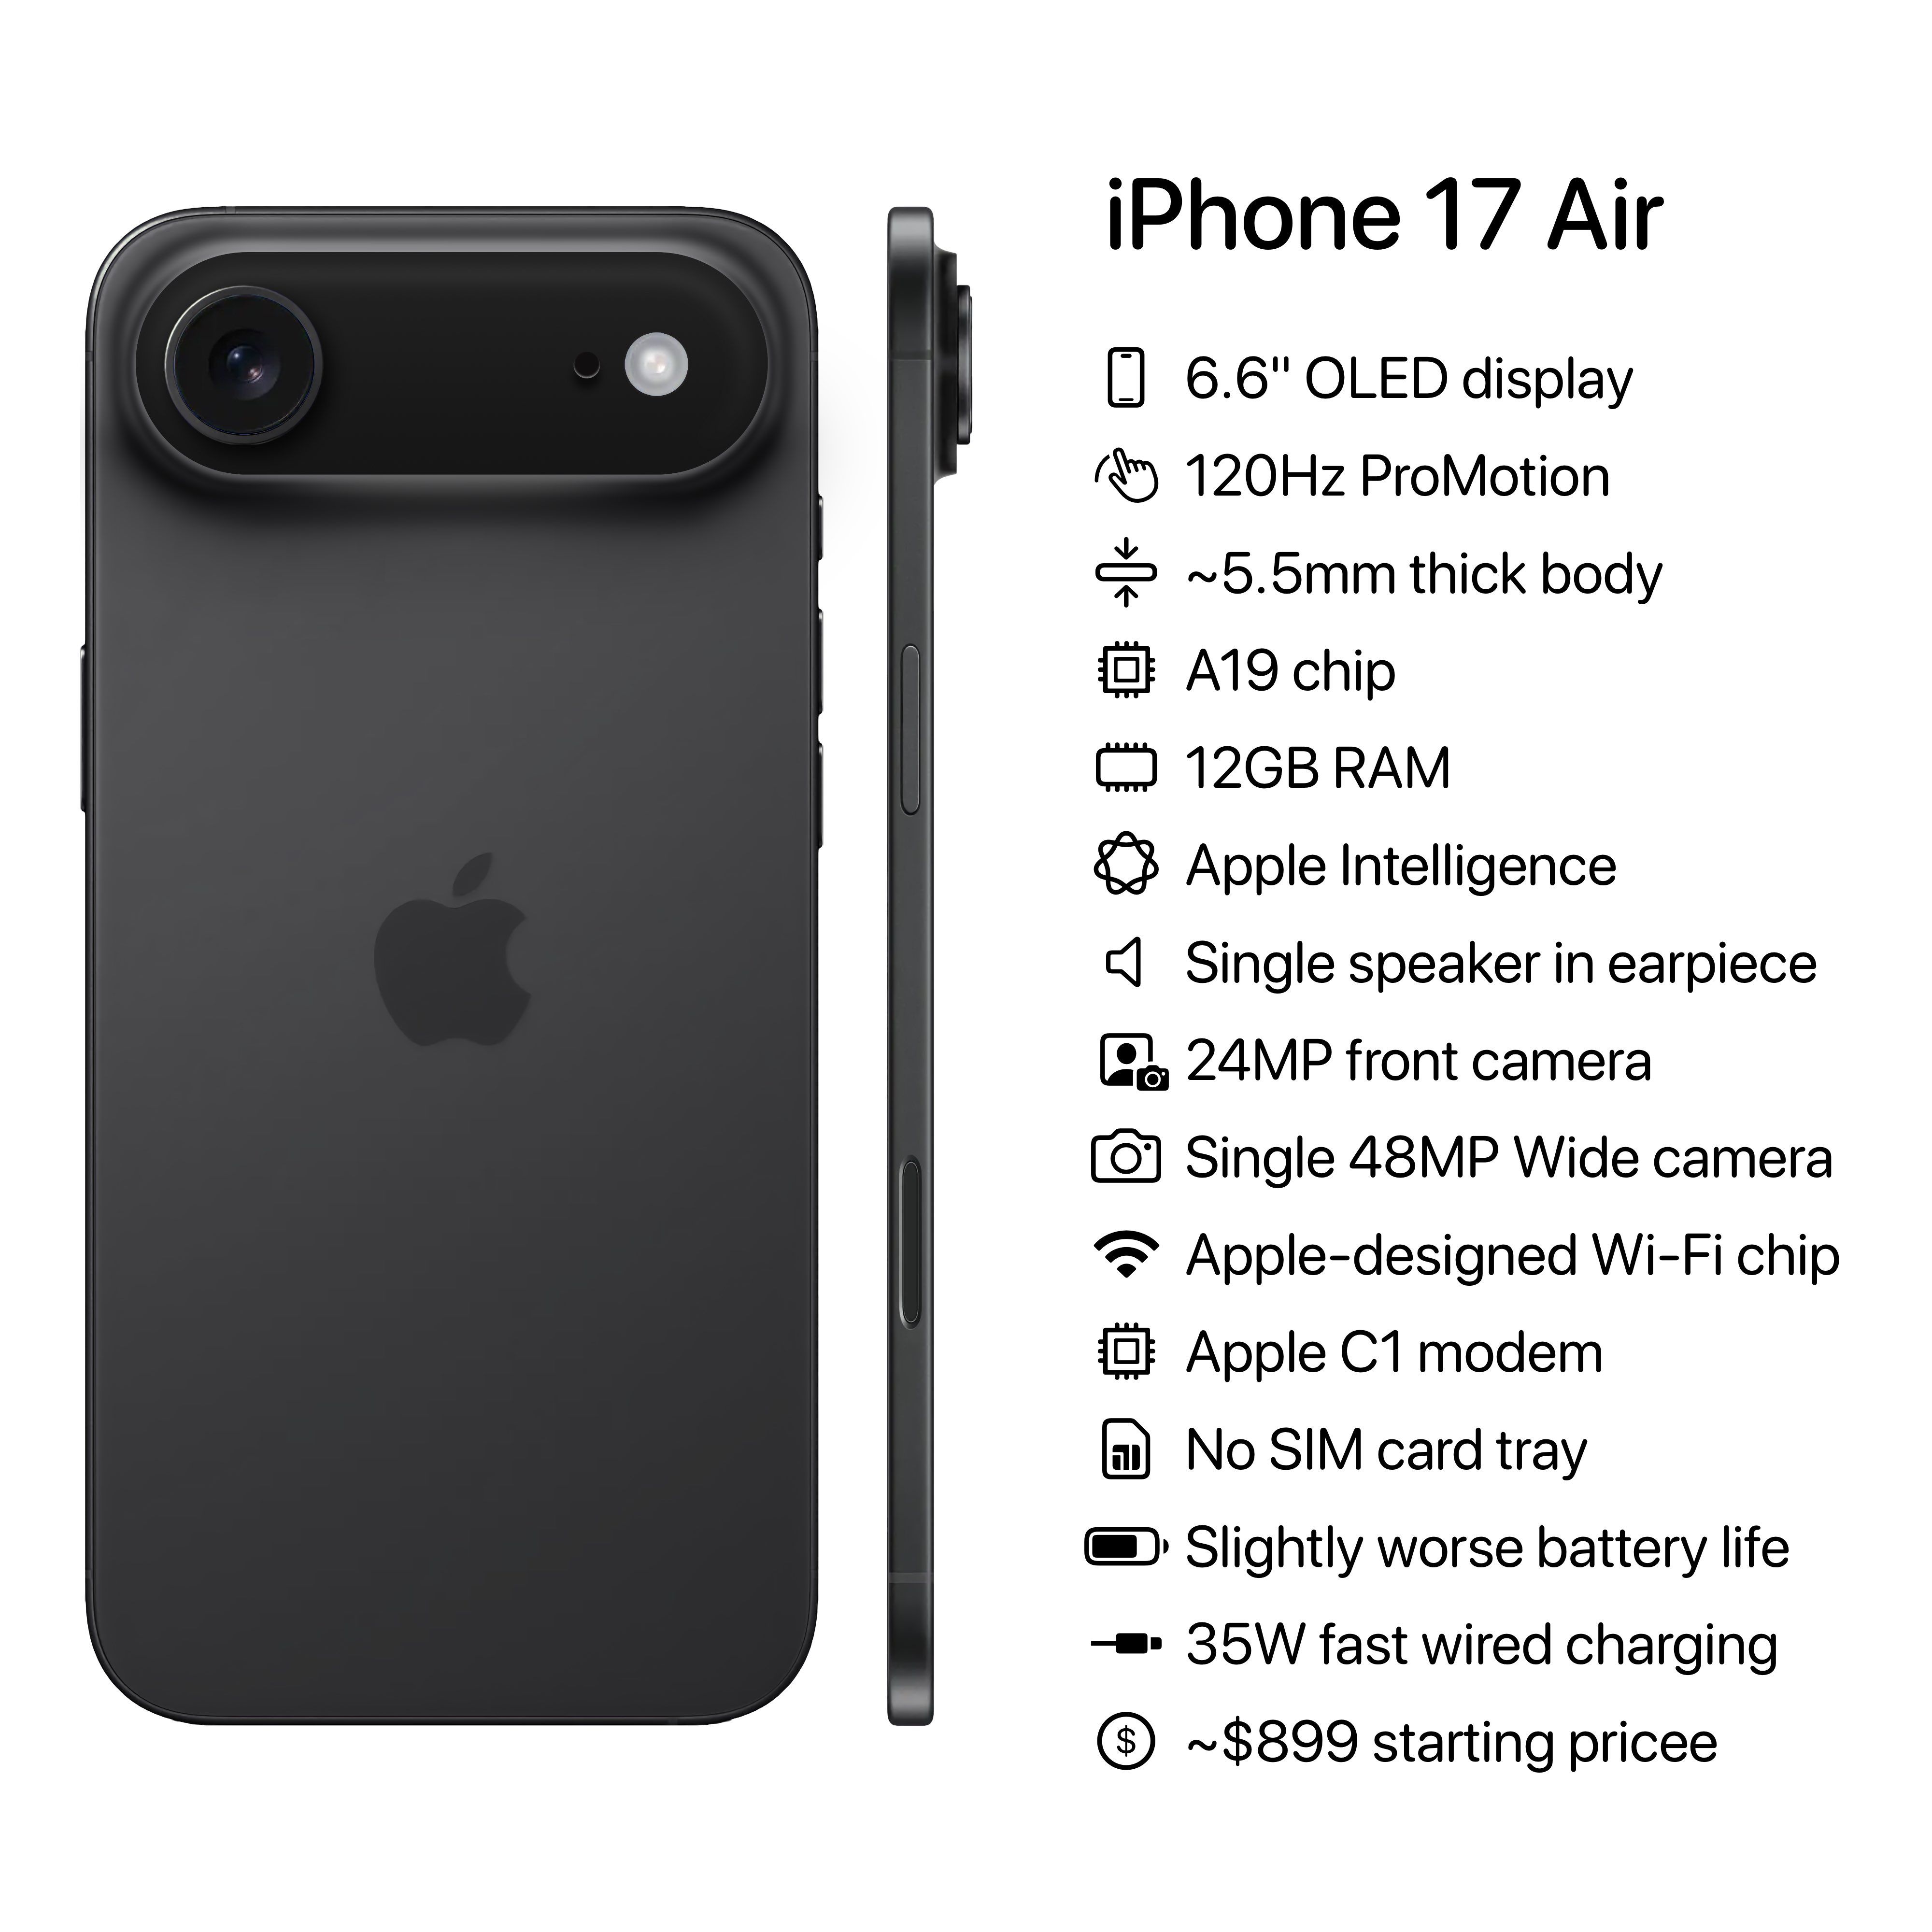 iPhone 17 Air
6.6" OLED display
120Hz ProMotion
~5.5mm thick body
A19 chip
12GB RAM
Apple Intelligence
Single speaker in earpiece
24MP front camera
Single 48MP Wide camera
Apple-designed Wi-Fi chip
Apple C1 modem
No SIM card tray
Slightly worse battery life
35W fast wired charging
$ ~$899 starting pricee